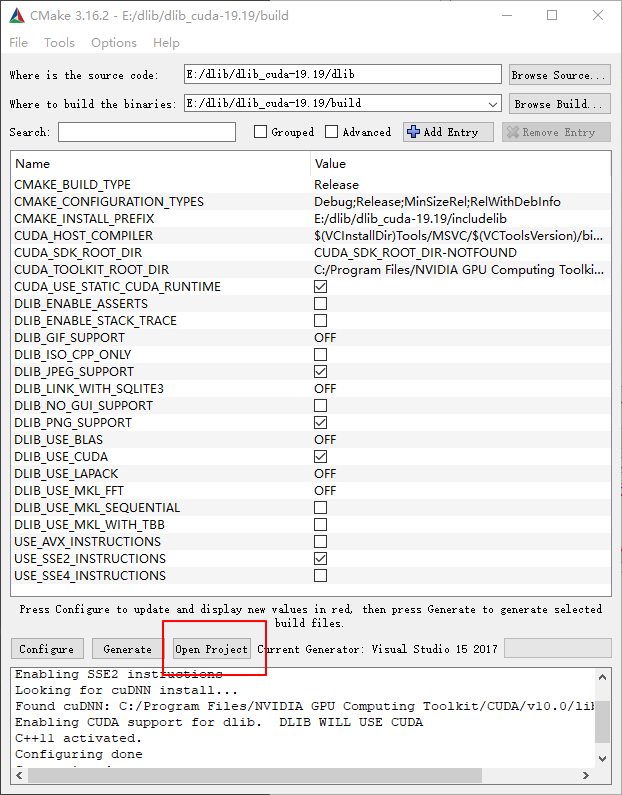 CMake 3.16.2 - E:/dlib/dlib_cuda-19.19/build
File Tools Options Help
Where is the source code: E:/dlib/dlib_cuda-19.19/dlib Browse Source...
Where to build the binaries: E:/dlib/dlib_cuda-19.19/build Browse Build...
Search: Grouped Advanced Add Entry Remove Entry
Name Value
CMAKE_BUILD_TYPE Release
CMAKE_CONFIGURATION_TYPES Debug;Release;MinSizeRel;RelWithDebInfo
CMAKE_INSTALL_PREFIX E:/dlib/dlib_cuda-19.19/includelib
CUDA_HOST_COMPILER $(VCInstallDir)Tools/MSVC/$(VCToolsVersion)/bi...
CUDA_SDK_ROOT_DIR CUDA_SDK_ROOT_DIR-NOTFOUND
CUDA_TOOLKIT_ROOT_DIR C:/Program Files/NVIDIA GPU Computing Toolki...
CUDA_USE_STATIC_CUDA_RUNTIME
DLIB_ENABLE_ASSERTS
DLIB_ENABLE_STACK_TRACE
DLIB_GIF_SUPPORT OFF
DLIB_ISO_CPP_ONLY
DLIB_JPEG_SUPPORT
DLIB_LINK_WITH_SQLITE3 OFF
DLIB_NO_GUI_SUPPORT
DLIB_PNG_SUPPORT
DLIB_USE_BLAS OFF
DLIB_USE_CUDA
DLIB_USE_LAPACK OFF
DLIB_USE_MKL_FFT OFF
DLIB_USE_MKL_SEQUENTIAL
DLIB_USE_MKL_WITH_TBB
USE_AVX_INSTRUCTIONS
USE_SSE2_INSTRUCTIONS
USE_SSE4_INSTRUCTIONS
Press Configure to update and display new values in red, then press Generate to generate selected
build files.
Configure Generate Open Project Current Generator: Visual Studio 15 2017
Enabling SSE2 instructions
Looking for cuDNN install...
Found cuDNN: C:/Program Files/NVIDIA GPU Computing Toolkit/CUDA/v10.0/lib
Enabling CUDA support for dlib. DLIB WILL USE CUDA
C++11 activated.
Configuring done